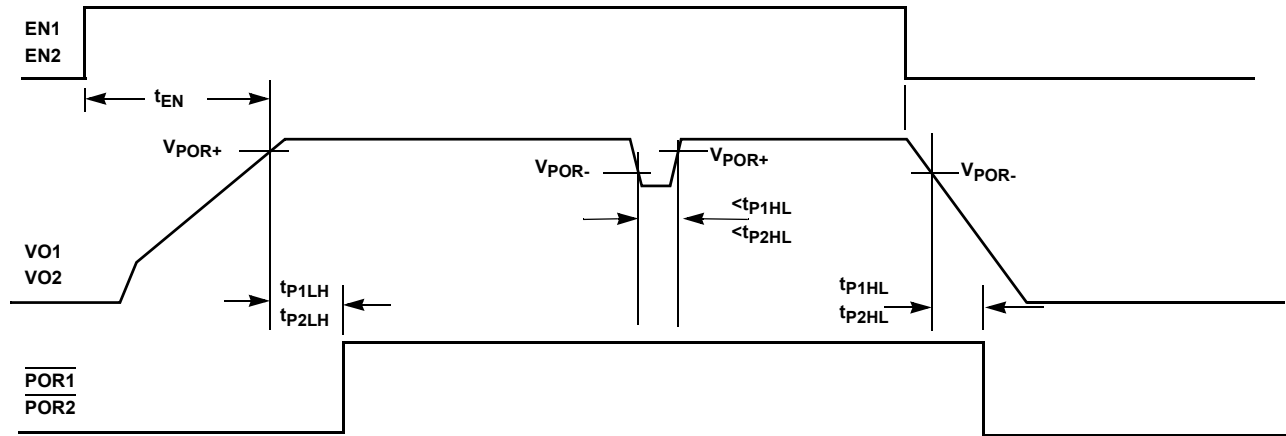 EN1
EN2
tEN
VPOR+
VPOR-
VPOR+
VPOR-
<tP1HL
<tP2HL
VO1
VO2
tP1LH
tP2LH
tP1HL
tP2HL
POR1
POR2